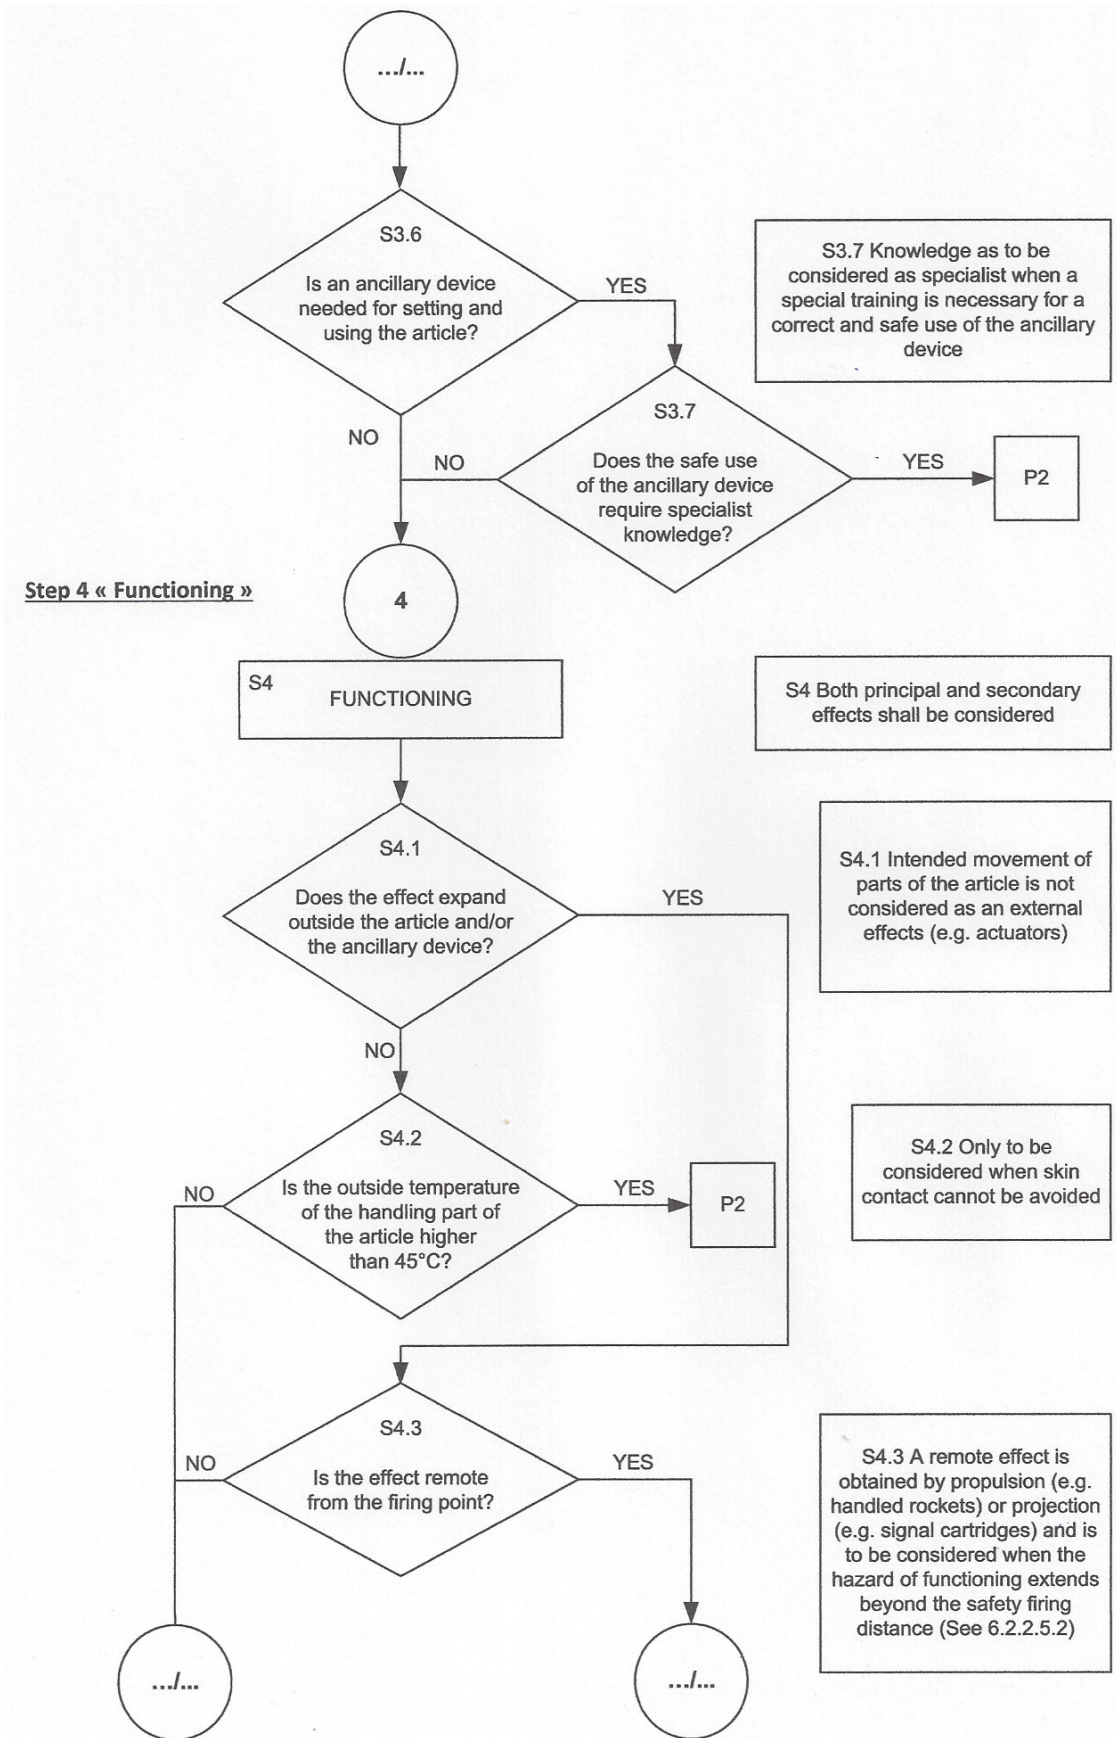 .../...
S3.6
Is an ancillary device
needed for setting and
using the article?
YES
S3.7 Knowledge as to be
considered as specialist when a
special training is necessary for a
correct and safe use of the ancillary
device
NO
S3.7
Does the safe use
of the ancillary device
require specialist
knowledge?
NO
YES
P2
Step 4 « Functioning »
4
S4
FUNCTIONING
S4 Both principal and secondary
effects shall be considered
S4.1
Does the effect expand
outside the article and/or
the ancillary device?
YES
S4.1 Intended movement of
parts of the article is not
considered as an external
effects (e.g. actuators)
NO
S4.2
Is the outside temperature
of the handling part of
the article higher
than 45°C?
NO
YES
P2
S4.2 Only to be
considered when skin
contact cannot be avoided
S4.3
Is the effect remote
from the firing point?
NO
YES
S4.3 A remote effect is
obtained by propulsion (e.g.
handled rockets) or projection
(e.g. signal cartridges) and is
to be considered when the
hazard of functioning extends
beyond the safety firing
distance (See 6.2.2.5.2)
.../...
.../...